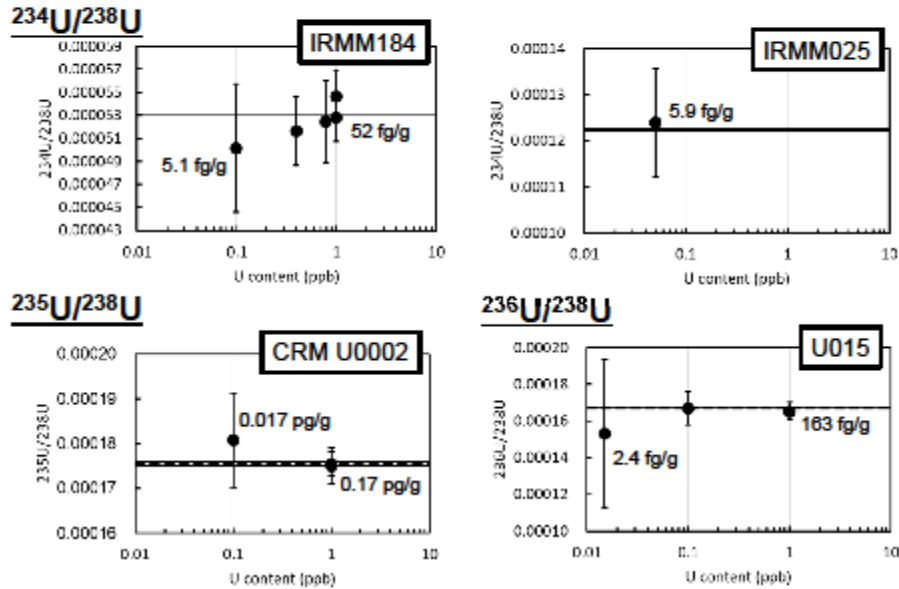 ²³⁴U/²³⁸U
IRMM184
0.000059
0.000057
0.000055
0.000053
0.000051
0.000049
0.000047
0.000045
0.000043
234U/238U
5.1 fg/g
52 fg/g
0.01
0.1
1
10
U content (ppb)
IRMM025
0.00014
0.00013
0.00012
0.00011
0.00010
234U/238U
5.9 fg/g
0.01
0.1
1
10
U content (ppb)
²³⁵U/²³⁸U
CRM U0002
0.00020
0.00019
0.00018
0.00017
0.00016
235U/238U
0.017 pg/g
0.17 pg/g
0.01
0.1
1
10
U content (ppb)
²³⁶U/²³⁸U
U015
0.00020
0.00018
0.00016
0.00014
0.00012
0.00010
236U/238U
2.4 fg/g
163 fg/g
0.01
0.1
1
10
U content (ppb)